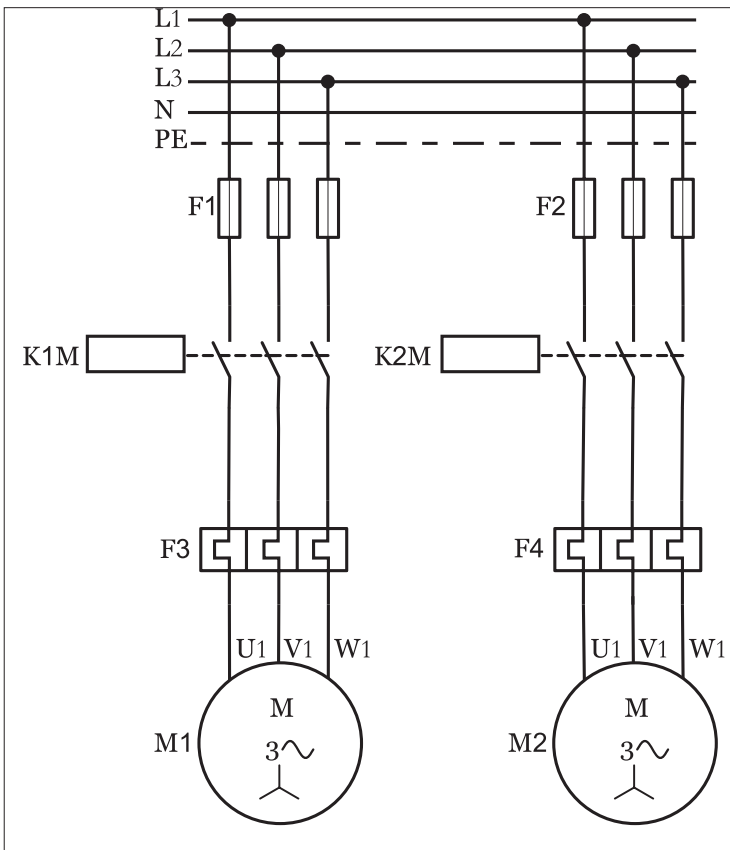 L1
L2
L3
N
PE
F1 F2
K1M K2M
F3 F4
U1 V1 W1 U1 V1 W1
M M
M1 3 M2 3